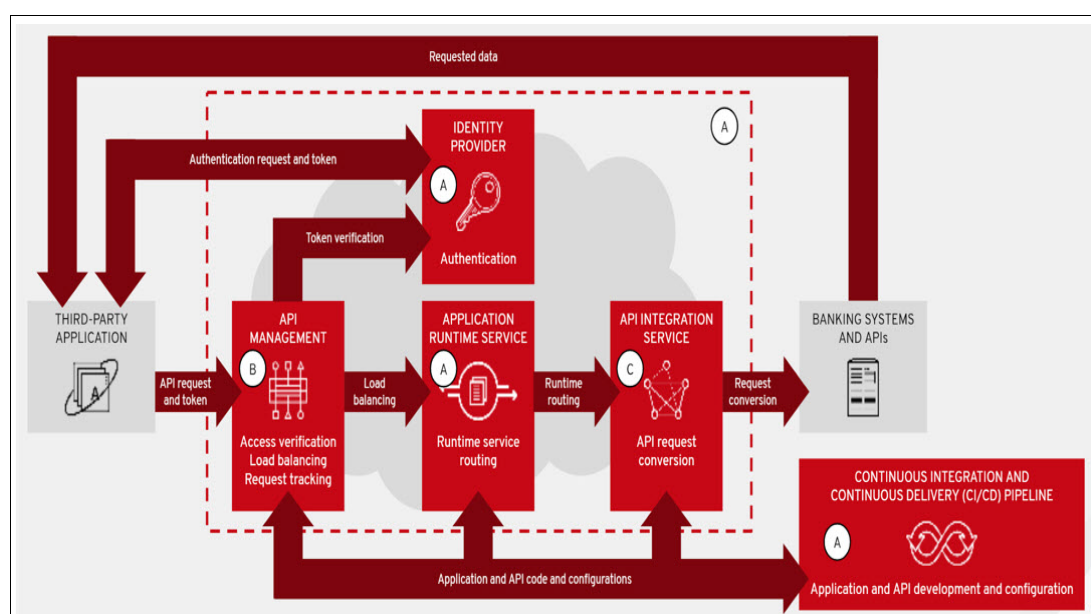 Requested data
A
IDENTITY
PROVIDER
A
Authentication
Authentication request and token
Token verification
THIRD-PARTY
APPLICATION
A
API request
and token
API
MANAGEMENT
B
Access verification
Load balancing
Request tracking
Load
balancing
APPLICATION
RUNTIME SERVICE
A
Runtime service
routing
Runtime
routing
API INTEGRATION
SERVICE
C
API request
conversion
Request
conversion
BANKING SYSTEMS
AND APIs
CONTINUOUS INTEGRATION AND
CONTINUOUS DELIVERY (CI/CD) PIPELINE
A
Application and API development and configuration
Application and API code and configurations